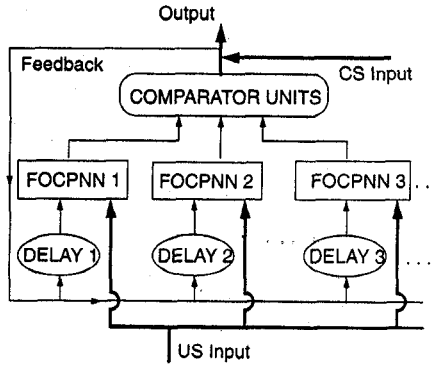 Output
Feedback
CS Input
COMPARATOR UNITS
FOCPNN 1
FOCPNN 2
FOCPNN 3
DELAY 1
DELAY 2
DELAY 3
US Input